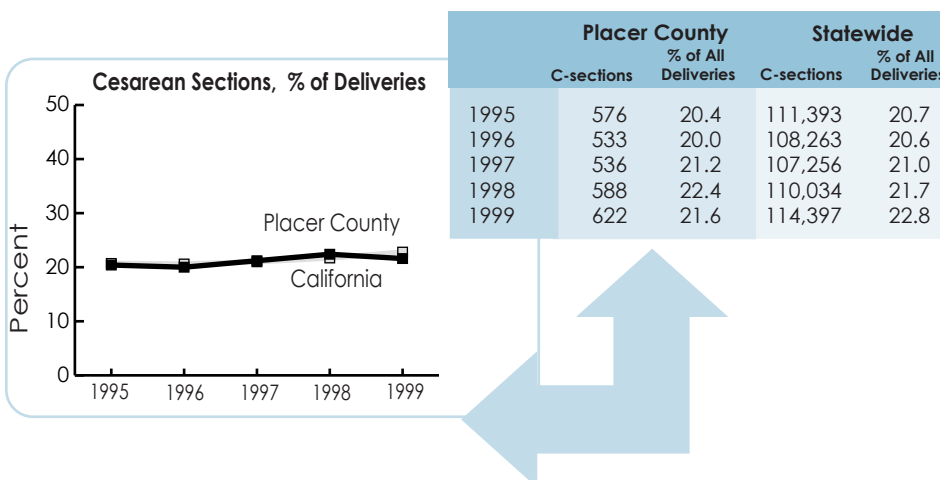 Cesarean Sections, % of Deliveries
50
40
30
20
10
0
Percent
Placer County
California
1995 1996 1997 1998 1999
Placer County Statewide
% of All % of All
C-sections Deliveries C-sections Deliveries
1995 576 20.4 111,393 20.7
1996 533 20.0 108,263 20.6
1997 536 21.2 107,256 21.0
1998 588 22.4 110,034 21.7
1999 622 21.6 114,397 22.8